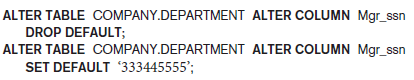 ALTER TABLE COMPANY.DEPARTMENT ALTER COLUMN Mgr_ssn
DROP DEFAULT;
ALTER TABLE COMPANY.DEPARTMENT ALTER COLUMN Mgr_ssn
SET DEFAULT ‘333445555’;